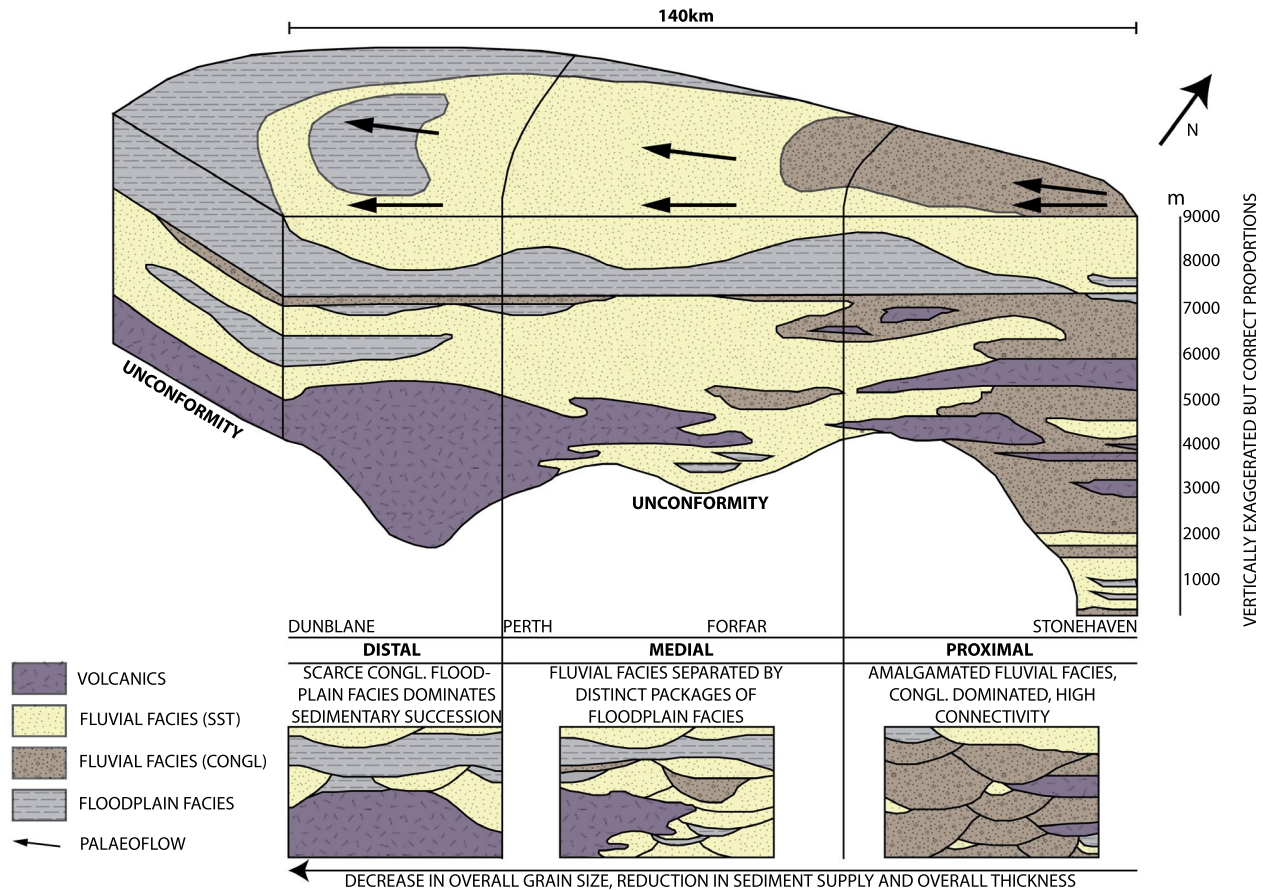 140km
N
m
9000
8000
7000
6000
5000
4000
3000
2000
1000
VERTICALLY EXAGGERATED BUT CORRECT PROPORTIONS
UNCONFORMITY
UNCONFORMITY
DUNBLANE
PERTH
FORFAR
STONEHAVEN
DISTAL
MEDIAL
PROXIMAL
SCARCE CONGL. FLOOD-
PLAIN FACIES DOMINATES
SEDIMENTARY SUCCESSION
FLUVIAL FACIES SEPARATED BY
DISTINCT PACKAGES OF
FLOODPLAIN FACIES
AMALGAMATED FLUVIAL FACIES,
CONGL. DOMINATED, HIGH
CONNECTIVITY
VOLCANICS
FLUVIAL FACIES (SST)
FLUVIAL FACIES (CONGL)
FLOODPLAIN FACIES
PALAEOFLOW
DECREASE IN OVERALL GRAIN SIZE, REDUCTION IN SEDIMENT SUPPLY AND OVERALL THICKNESS